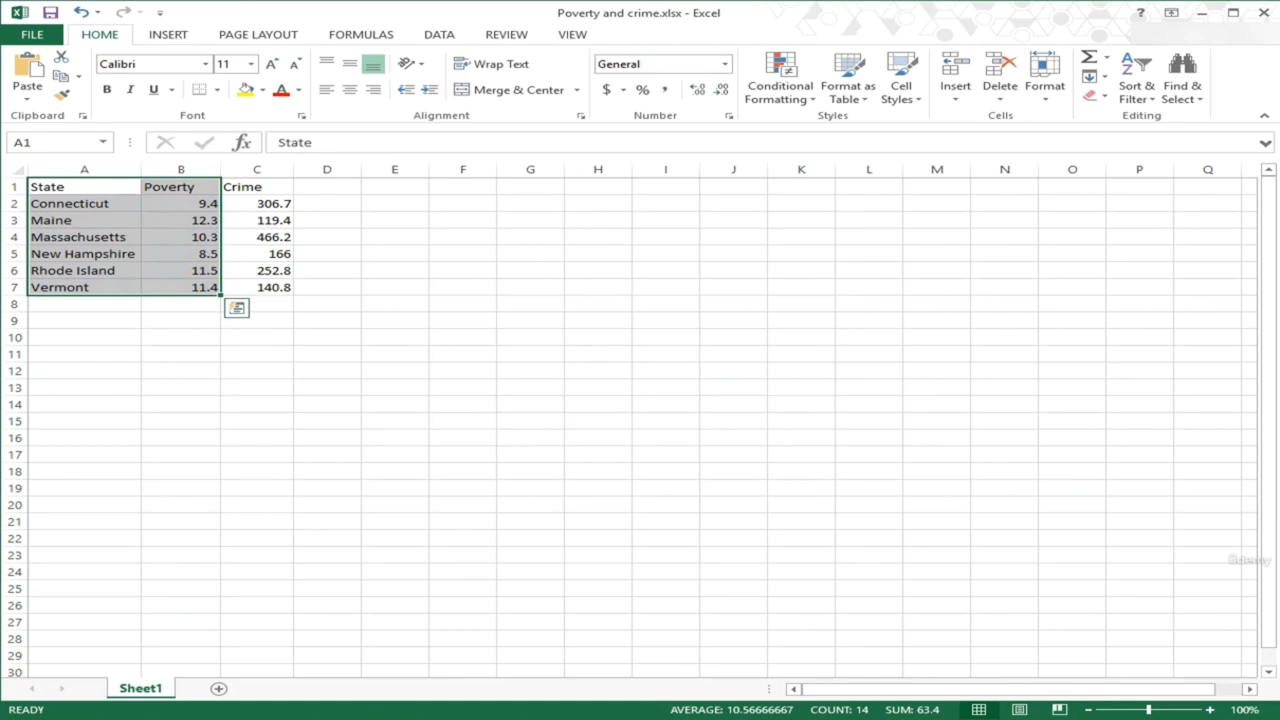 Poverty and crime.xlsx - Excel
?
FILE HOME INSERT PAGE LAYOUT FORMULAS DATA REVIEW VIEW
Calibri 11 A A Wrap Text General
Paste B I U A Merge & Center $ % , Conditional Formatting Format as Table Cell Styles Insert Delete Format Sort & Filter Find & Select
Clipboard Font Alignment Number Styles Cells Editing
A1 fx State
A B C D E F G H I J K L M N O P Q
1 State Poverty Crime
2 Connecticut 9.4 306.7
3 Maine 12.3 119.4
4 Massachusetts 10.3 466.2
5 New Hampshire 8.5 166
6 Rhode Island 11.5 252.8
7 Vermont 11.4 140.8
8
9
10
11
12
13
14
15
16
17
18
19
20
21
22
23
24
25
26
27
28
29
30
Udemy
Sheet1
READY AVERAGE: 10.56666667 COUNT: 14 SUM: 63.4 100%